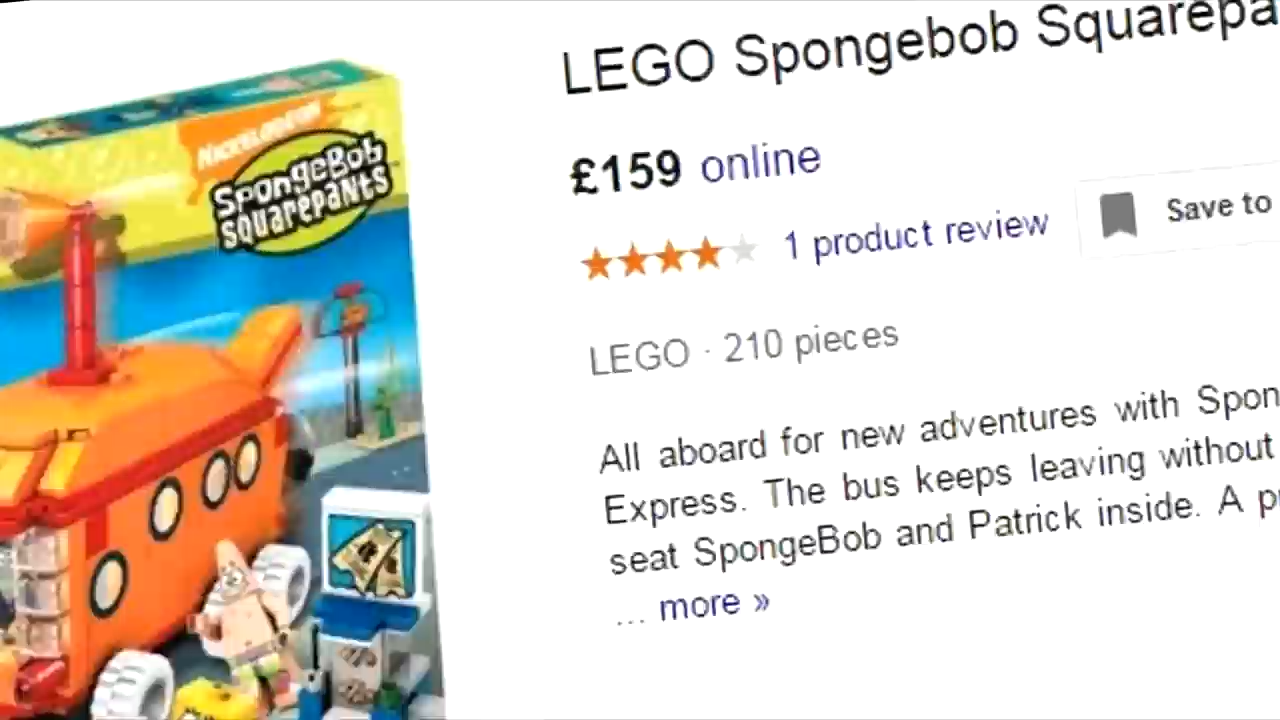 LEGO Spongebob Squarepa
£159 online
1 product review
Save to
LEGO · 210 pieces
All aboard for new adventures with Spon
Express. The bus keeps leaving without
seat SpongeBob and Patrick inside. A p
... more »
NICKELODEON
SpongeBob
SQUAREPANTS